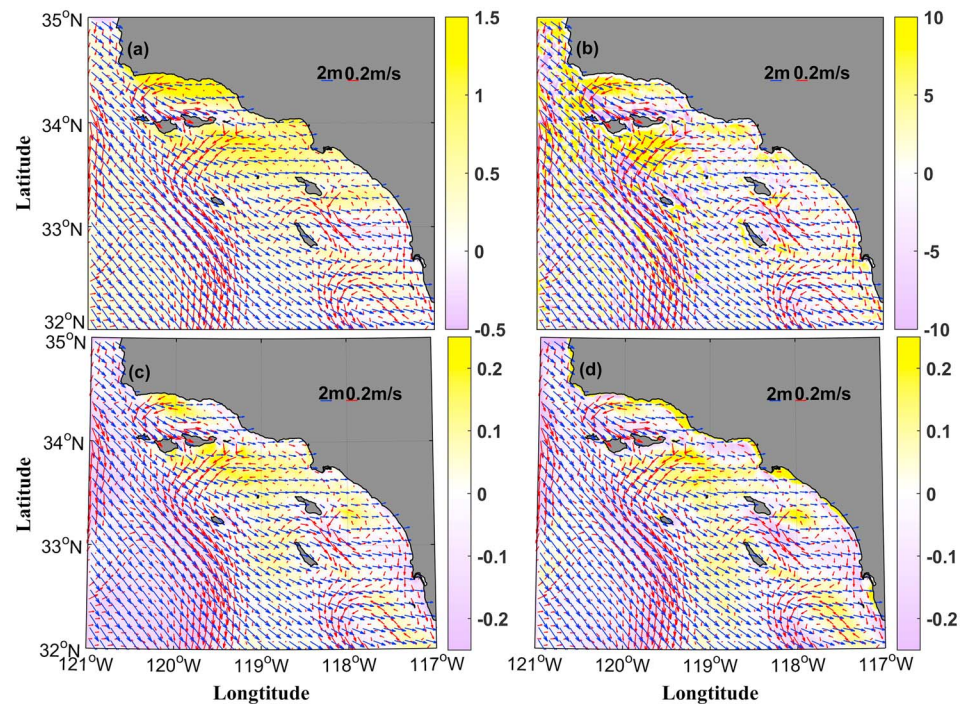 35°N
(a)
2m 0.2m/s
34°N
33°N
32°N
Latitude
1.5
1
0.5
0
-0.5
(b)
2m 0.2m/s
10
5
0
-5
-10
35°N
(c)
2m 0.2m/s
34°N
33°N
32°N
Latitude
121°W 120°W 119°W 118°W 117°W
Longtitude
0.2
0.1
0
-0.1
-0.2
(d)
2m 0.2m/s
121°W 120°W 119°W 118°W 117°W
Longtitude
0.2
0.1
0
-0.1
-0.2